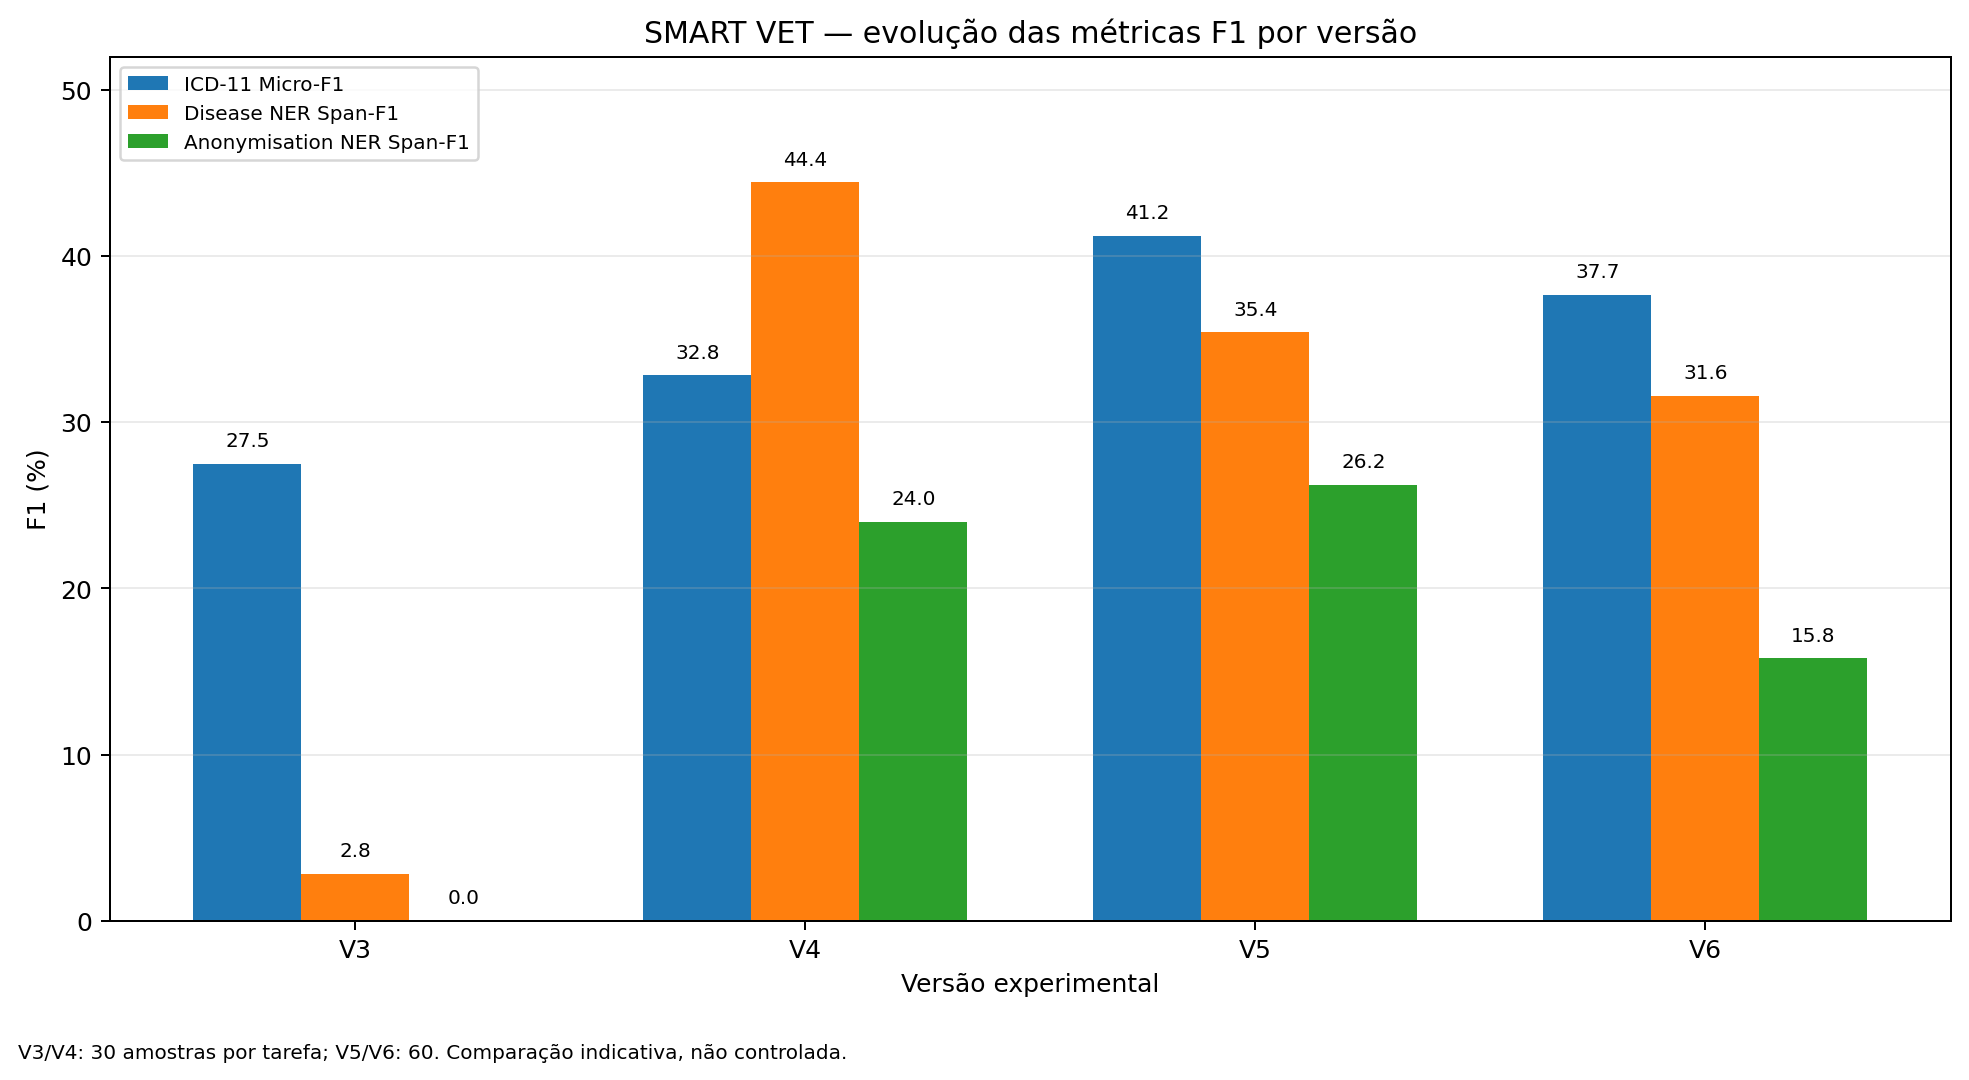 SMART VET — evolução das métricas F1 por versão
ICD-11 Micro-F1
Disease NER Span-F1
Anonymisation NER Span-F1
F1 (%)
50
40
30
20
10
0
27.5
2.8
0.0
32.8
44.4
24.0
41.2
35.4
26.2
37.7
31.6
15.8
V3
V4
V5
V6
Versão experimental
V3/V4: 30 amostras por tarefa; V5/V6: 60. Comparação indicativa, não controlada.